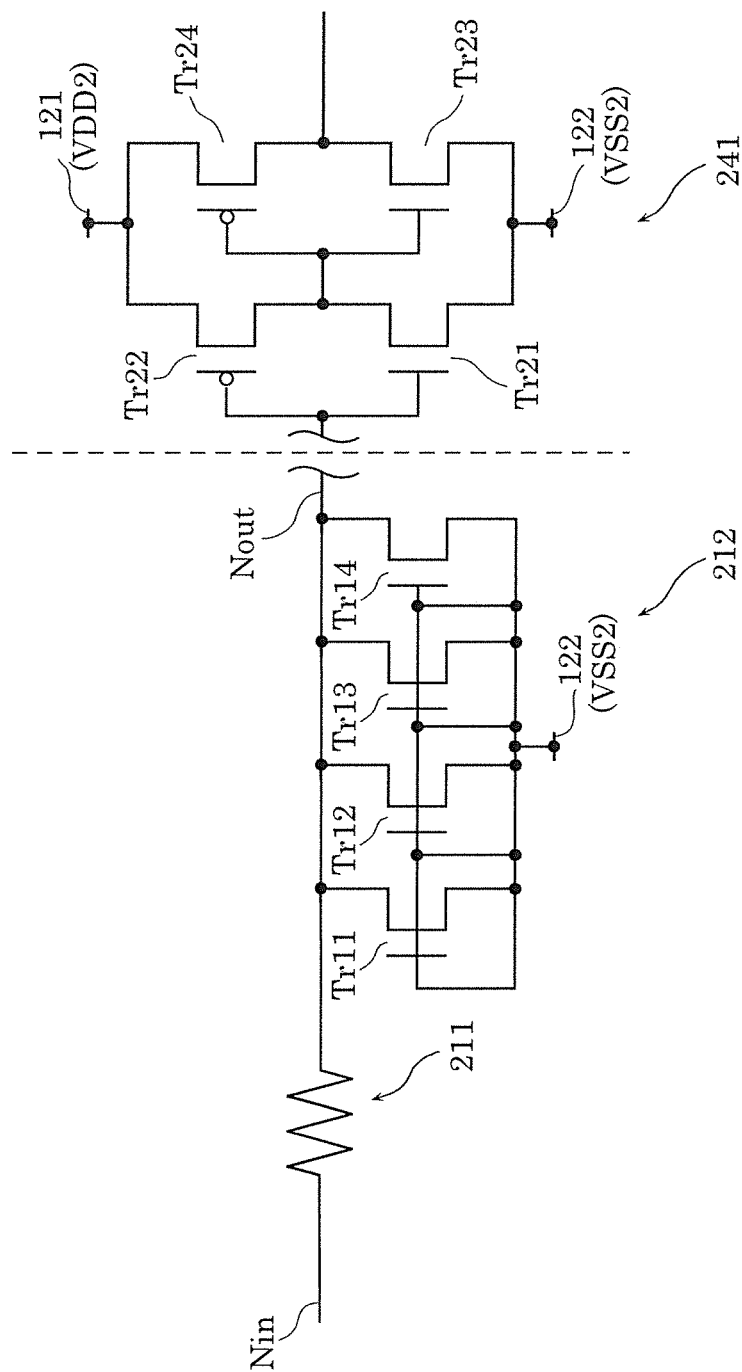 121
(VDD2)
Tr24
Tr22
Tr23
Tr21
122
(VSS2)
241
Nout
Tr14
Tr13
Tr12
Tr11
122
(VSS2)
212
211
Nin